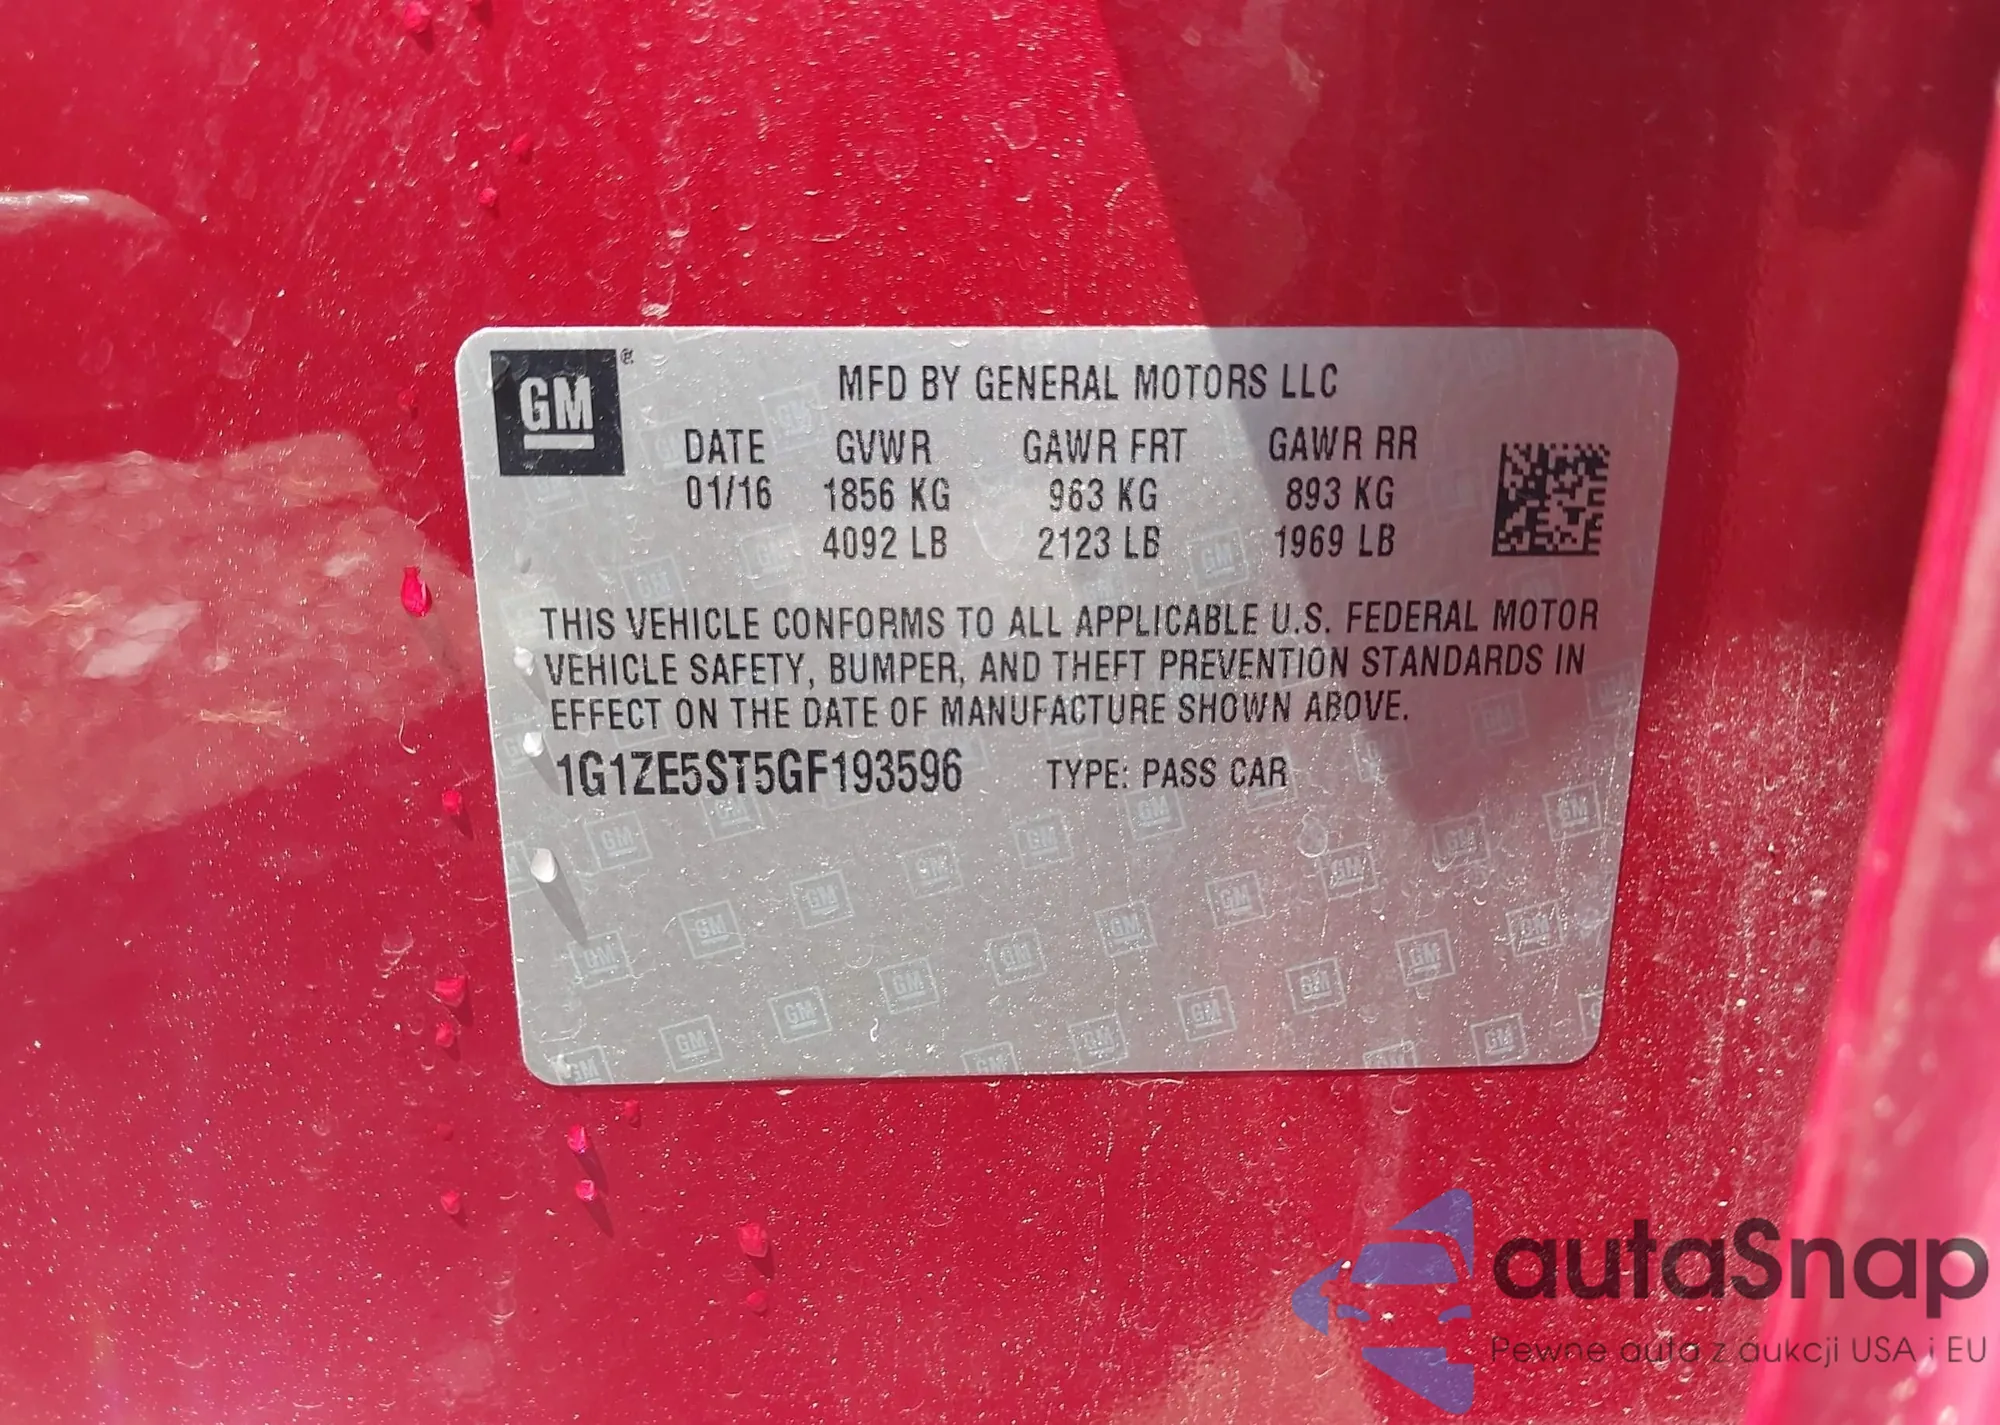 GM ®
MFD BY GENERAL MOTORS LLC
DATE GVWR GAWR FRT GAWR RR
01/16 1856 KG 963 KG 893 KG
4092 LB 2123 LB 1969 LB
THIS VEHICLE CONFORMS TO ALL APPLICABLE U.S. FEDERAL MOTOR
VEHICLE SAFETY, BUMPER, AND THEFT PREVENTION STANDARDS IN
EFFECT ON THE DATE OF MANUFACTURE SHOWN ABOVE.
1G1ZE5ST5GF193596 TYPE: PASS CAR
autaSnap
Pewne auta z aukcji USA i EU